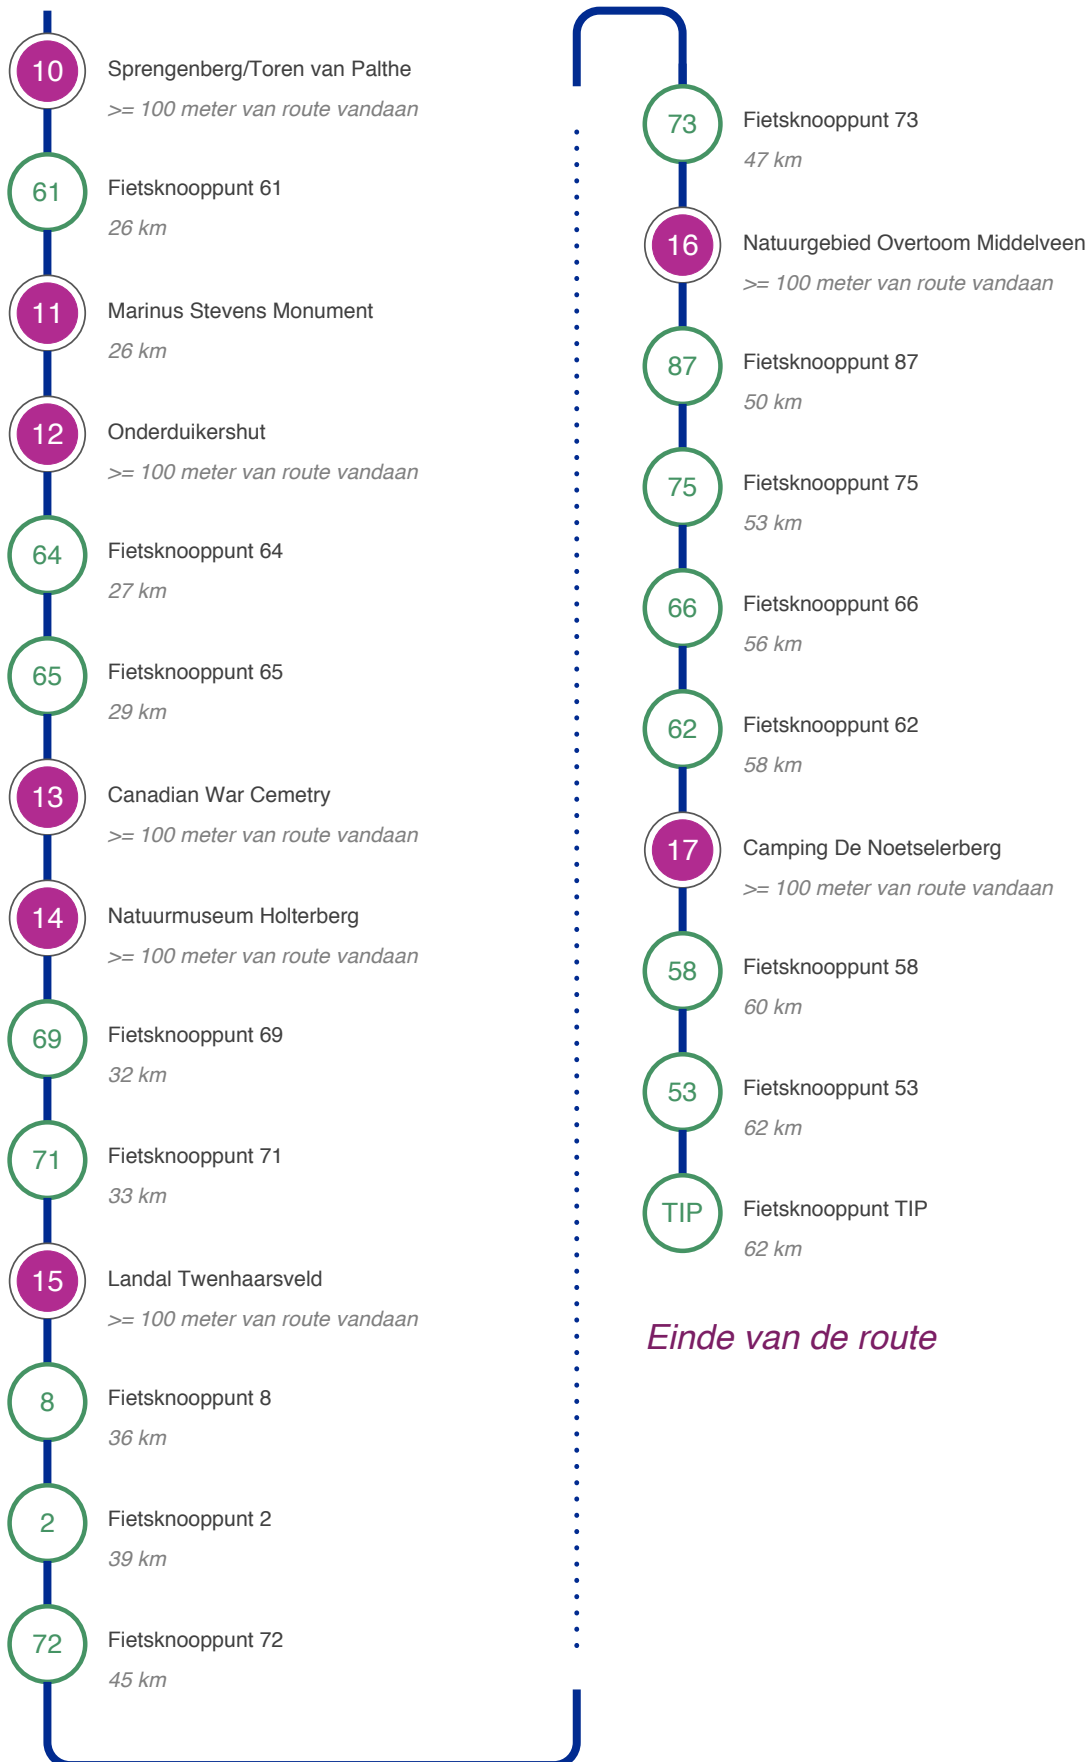 10
Sprengenberg/Toren van Palthe
>= 100 meter van route vandaan
61
Fietsknooppunt 61
26 km
11
Marinus Stevens Monument
26 km
12
Onderduikershut
>= 100 meter van route vandaan
64
Fietsknooppunt 64
27 km
65
Fietsknooppunt 65
29 km
13
Canadian War Cemetry
>= 100 meter van route vandaan
14
Natuurmuseum Holterberg
>= 100 meter van route vandaan
69
Fietsknooppunt 69
32 km
71
Fietsknooppunt 71
33 km
15
Landal Twenhaarsveld
>= 100 meter van route vandaan
8
Fietsknooppunt 8
36 km
2
Fietsknooppunt 2
39 km
72
Fietsknooppunt 72
45 km
73
Fietsknooppunt 73
47 km
16
Natuurgebied Overtoom Middelveen
>= 100 meter van route vandaan
87
Fietsknooppunt 87
50 km
75
Fietsknooppunt 75
53 km
66
Fietsknooppunt 66
56 km
62
Fietsknooppunt 62
58 km
17
Camping De Noetselerberg
>= 100 meter van route vandaan
58
Fietsknooppunt 58
60 km
53
Fietsknooppunt 53
62 km
TIP
Fietsknooppunt TIP
62 km
Einde van de route